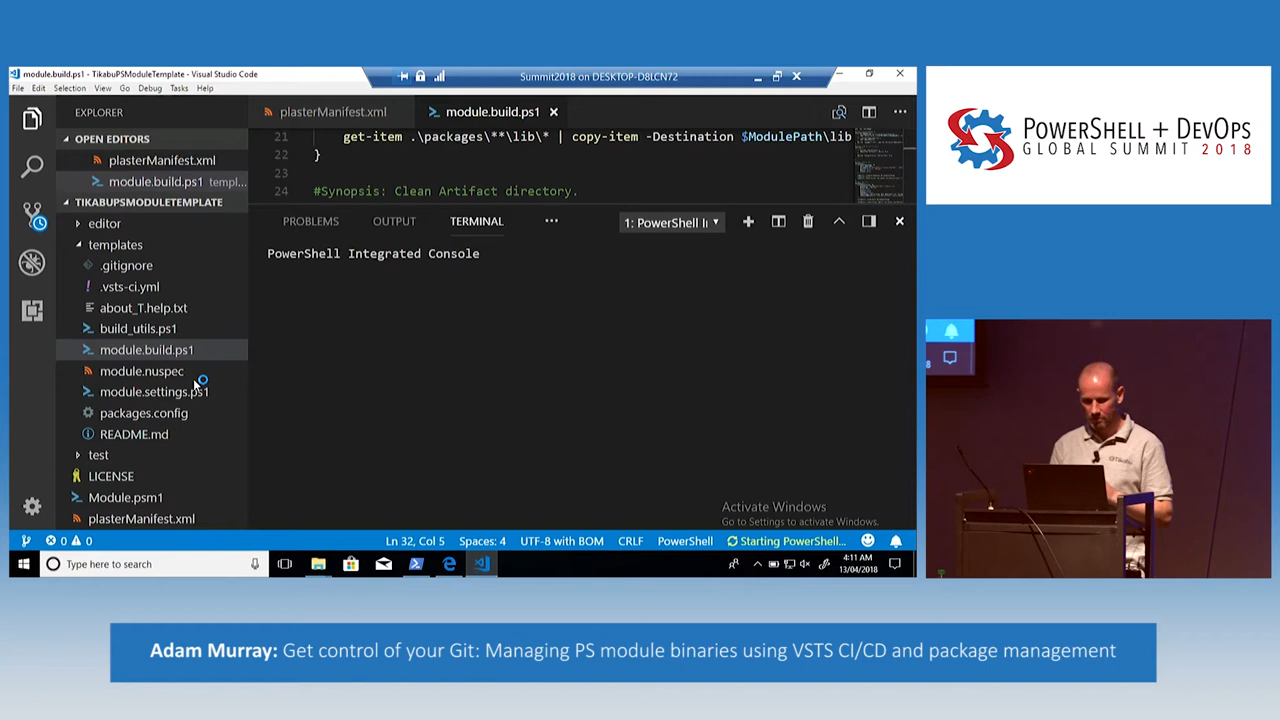 module.build.ps1 - TikabuPSModuleTemplate - Visual Studio Code
Summit2018 on DESKTOP-D8LCN72
File Edit Selection View Go Debug Tasks Help
EXPLORER
OPEN EDITORS
plasterManifest.xml
module.build.ps1 templ...
TIKABUPSMODULETEMPLATE
editor
templates
.gitignore
.vsts-ci.yml
about_T.help.txt
build_utils.ps1
module.build.ps1
module.nuspec
module.settings.ps1
packages.config
README.md
test
LICENSE
Module.psm1
plasterManifest.xml
plasterManifest.xml module.build.ps1
21 get-item .\packages\**\lib\* | copy-item -Destination $ModulePath\lib
22 }
23
24 #Synopsis: Clean Artifact directory.
PROBLEMS OUTPUT TERMINAL ... 1: PowerShell I
PowerShell Integrated Console
Activate Windows
Go to Settings to activate Windows.
0 0 Ln 32, Col 5 Spaces: 4 UTF-8 with BOM CRLF PowerShell Starting PowerShell...
Type here to search
4:11 AM
13/04/2018
POWERSHELL + DEVOPS
GLOBAL SUMMIT 2018
Adam Murray: Get control of your Git: Managing PS module binaries using VSTS CI/CD and package management